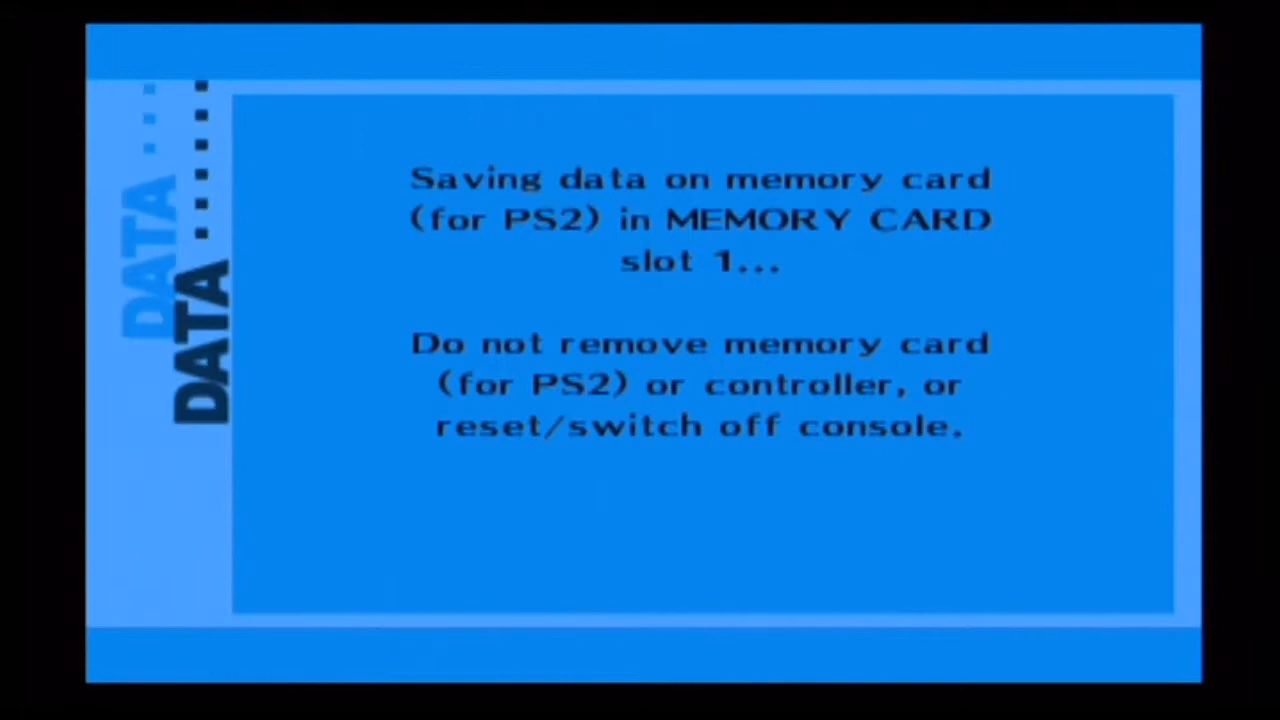 DATA
DATA
Saving data on memory card
(for PS2) in MEMORY CARD
slot 1...
Do not remove memory card
(for PS2) or controller, or
reset/switch off console.